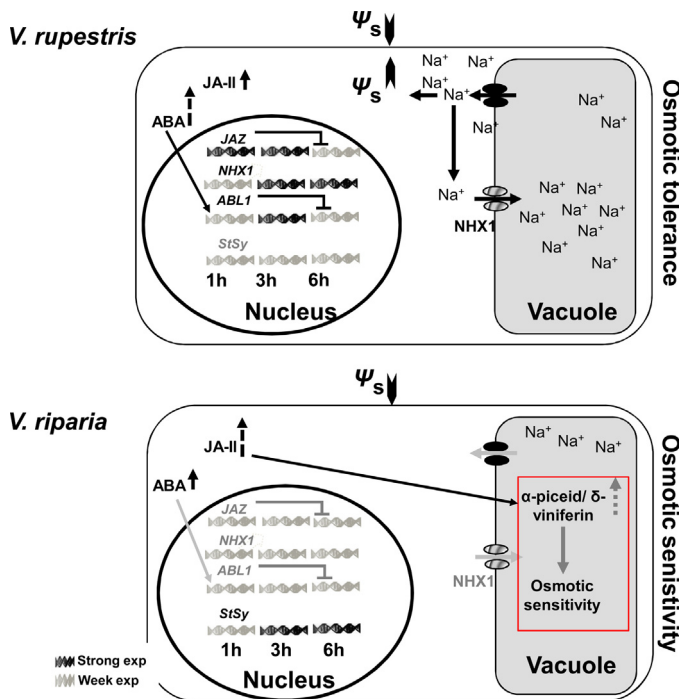 V. rupestris
Ψs
Ψs
JA-II
ABA
JAZ
NHX1
ABL1
StSy
1h 3h 6h
Nucleus
Na⁺ Na⁺
Na⁺
Na⁺
Na⁺
Na⁺
NHX1
Na⁺
Na⁺
Na⁺ Na⁺
Na⁺ Na⁺ Na⁺
Na⁺ Na⁺
Na⁺
Vacuole
Osmotic tolerance
V. riparia
Ψs
JA-II
ABA
JAZ
NHX1
ABL1
StSy
1h 3h 6h
Nucleus
Na⁺ Na⁺ Na⁺
α-piceid/ δ-
viniferin
Osmotic
sensitivity
NHX1
Vacuole
Osmotic senistivity
Strong exp
Week exp